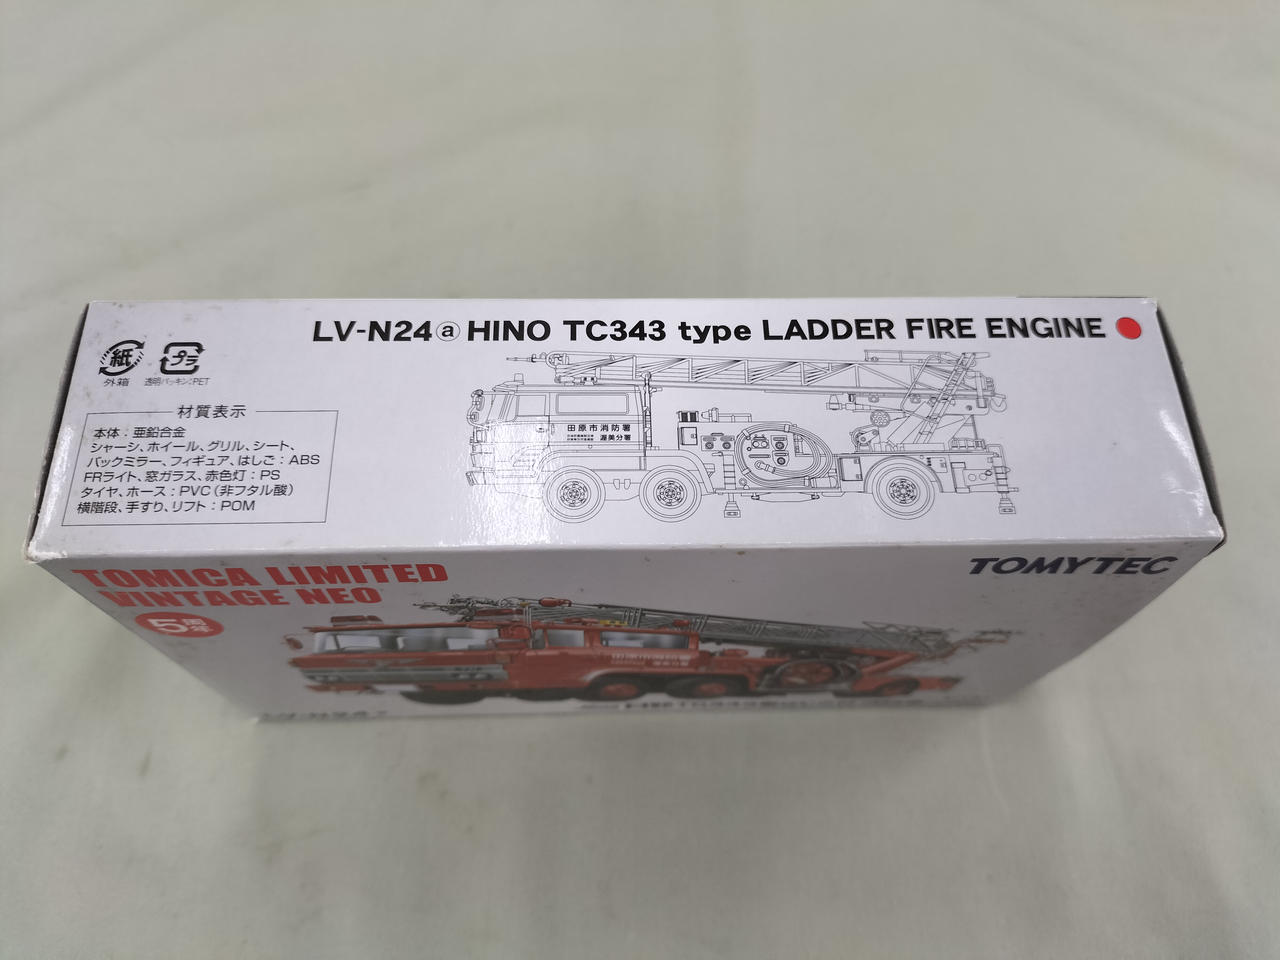 LV-N24 ⓐ HINO TC343 type LADDER FIRE ENGINE
紙
外箱
プラ
透明パッキン:PET
材質表示
本体：亜鉛合金
シャーシ、ホイール、グリル、シート、
バックミラー、フィギュア、はしご：ABS
FRライト、窓ガラス、赤色灯：PS
タイヤ、ホース：PVC（非フタル酸）
横階段、手すり、リフト：POM
田原市消防署
渥美分署
TOMICA LIMITED
VINTAGE NEO
5周年
TOMYTEC